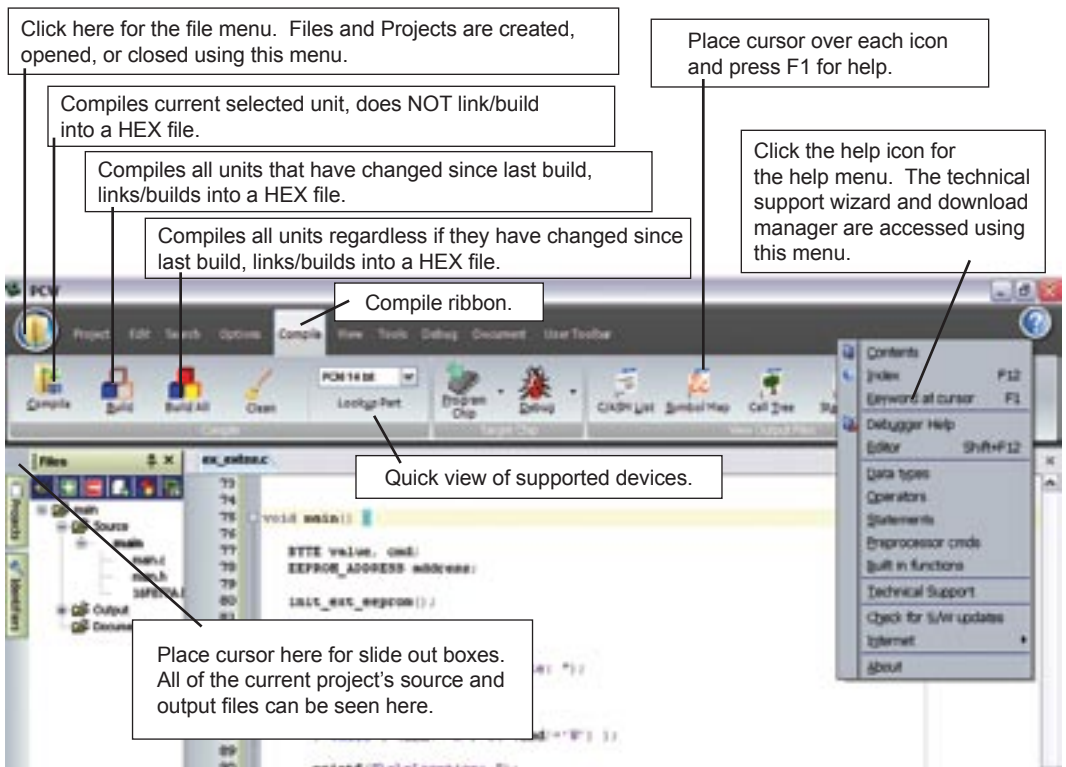 Click here for the file menu.  Files and Projects are created,
opened, or closed using this menu.
Place cursor over each icon
and press F1 for help.
Compiles current selected unit, does NOT link/build
into a HEX file.
Click the help icon for
the help menu.  The technical
support wizard and download
manager are accessed using
this menu.
Compiles all units that have changed since last build,
links/builds into a HEX file.
Compiles all units regardless if they have changed since
last build, links/builds into a HEX file.
Compile ribbon.
PCW
Project Edit Search Options Compile View Tools Debug Document User Toolbar
PCM 14 bit
Compile Build Build All Clean Lookup Part Program Chip Debug C/ASM List Symbol Map Call Tree
Compile Target Chip View Output Files
Contents
Index F12
Keyword at cursor F1
Debugger Help
Editor Shift+F12
Data types
Operators
Statements
Preprocessor cmds
Built in functions
Technical Support
Check for S/W updates
Internet
About
Quick view of supported devices.
Files
Projects
Identifiers
main
Source
main
main.c
main.h
Output
73
74
75 void main() {
76
77 BYTE value, cmd;
78 EEPROM_ADDRESS address;
79
80 init_ext_eeprom();
81
Place cursor here for slide out boxes.
All of the current project's source and
output files can be seen here.
89